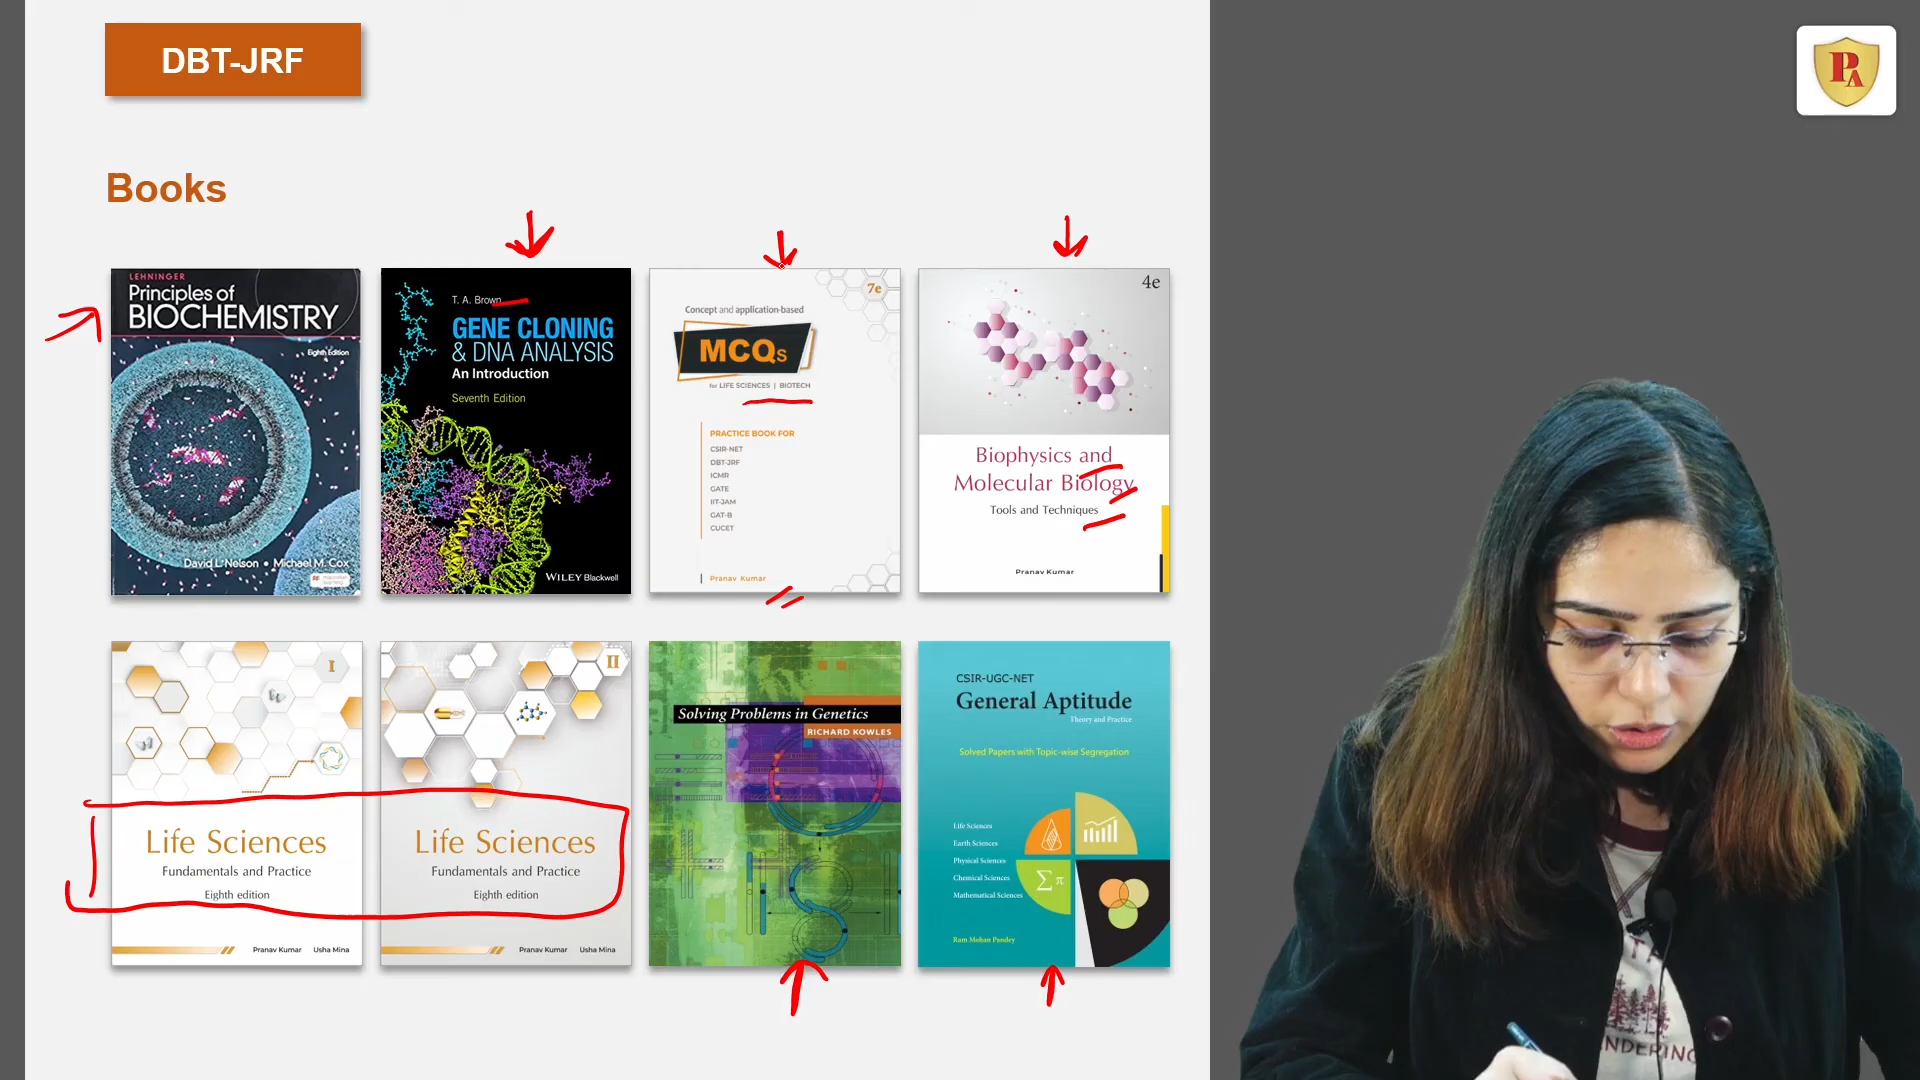 DBT-JRF
PA
Books
LEHNINGER
Principles of
BIOCHEMISTRY
Eighth Edition
David L. Nelson • Michael M. Cox
T. A. Brown
GENE CLONING
& DNA ANALYSIS
An Introduction
Seventh Edition
WILEY Blackwell
7e
Concept and application-based
MCQs
for LIFE SCIENCES | BIOTECH
PRACTICE BOOK FOR
CSIR-NET
DBT-JRF
ICMR
GATE
IIT-JAM
GAT-B
CUCET
Pranav Kumar
4e
Biophysics and
Molecular Biology
Tools and Techniques
Pranav Kumar
I
Life Sciences
Fundamentals and Practice
Eighth edition
Pranav Kumar Usha Mina
II
Life Sciences
Fundamentals and Practice
Eighth edition
Pranav Kumar Usha Mina
Solving Problems in Genetics
RICHARD KOWLES
CSIR-UGC-NET
General Aptitude
Theory and Practice
Solved Papers with Topic-wise Segregation
Life Sciences
Earth Sciences
Physical Sciences
Chemical Sciences
Mathematical Sciences
Σπ
Ram Mohan Pandey